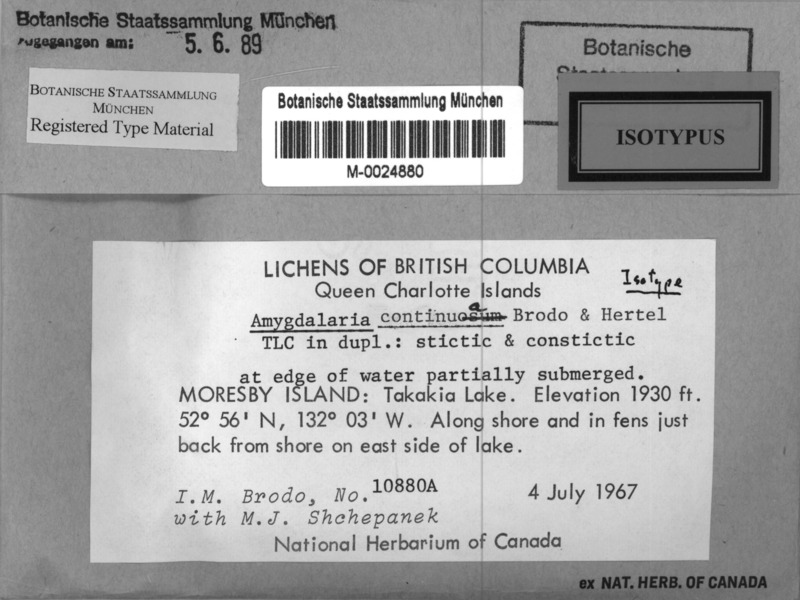 Botanische Staatssammlung München
zugegangen am: 5. 6. 89
BOTANISCHE STAATSSAMMLUNG
MÜNCHEN
Registered Type Material
Botanische Staatssammlung München
M-0024880
Botanische
ISOTYPUS
LICHENS OF BRITISH COLUMBIA
Queen Charlotte Islands
Isotype
Amygdalaria continua Brodo & Hertel
TLC in dupl.: stictic & constictic
at edge of water partially submerged.
MORESBY ISLAND: Takakia Lake. Elevation 1930 ft.
52° 56' N, 132° 03' W. Along shore and in fens just
back from shore on east side of lake.
I.M. Brodo, No. 10880A
4 July 1967
with M.J. Shchepanek
National Herbarium of Canada
ex NAT. HERB. OF CANADA